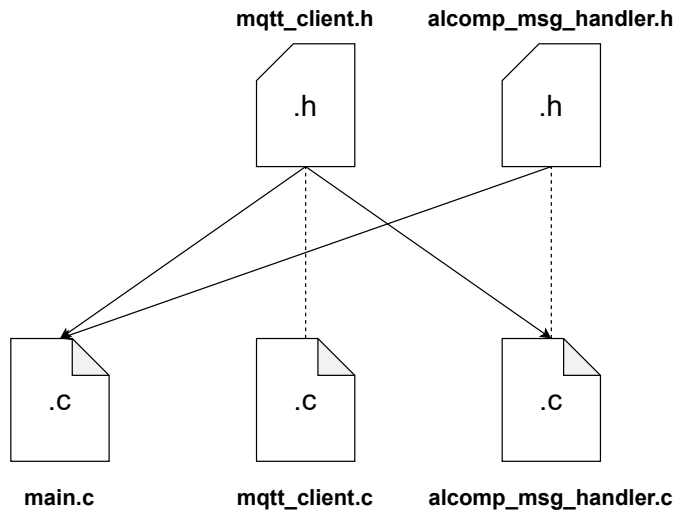 mqtt_client.h alcomp_msg_handler.h
.h .h
.c .c .c
main.c mqtt_client.c alcomp_msg_handler.c